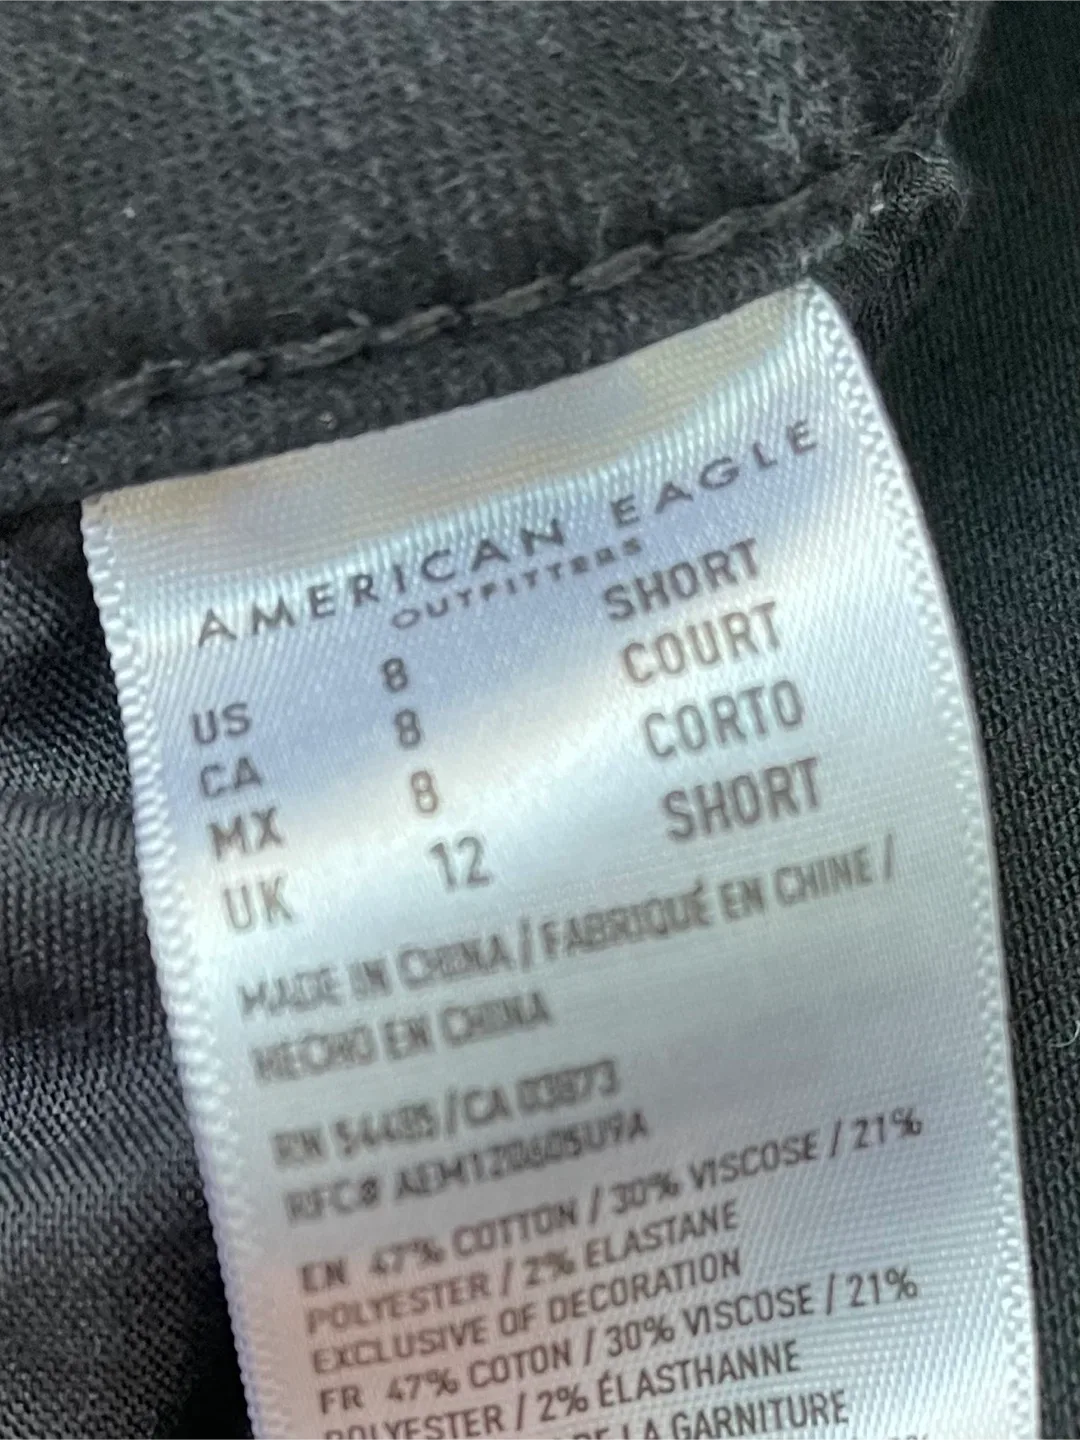 AMERICAN EAGLE
OUTFITTERS
US 8 SHORT
CA 8 COURT
MX 8 CORTO
UK 12 SHORT
MADE IN CHINA / FABRIQUÉ EN CHINE /
HECHO EN CHINA
RN 54485 / CA 03873
RFC# AEM120605U9A
EN 47% COTTON / 30% VISCOSE / 21%
POLYESTER / 2% ELASTANE
EXCLUSIVE OF DECORATION
FR 47% COTON / 30% VISCOSE / 21%
POLYESTER / 2% ÉLASTHANNE
DE LA GARNITURE